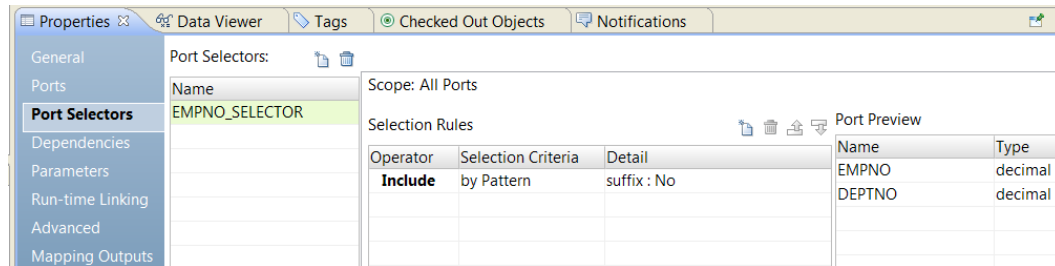 Properties Data Viewer Tags Checked Out Objects Notifications
General
Ports
Port Selectors
Dependencies
Parameters
Run-time Linking
Advanced
Mapping Outputs
Port Selectors:
Name
EMPNO_SELECTOR
Scope: All Ports
Selection Rules
Operator Selection Criteria Detail
Include by Pattern suffix : No
Port Preview
Name Type
EMPNO decimal
DEPTNO decimal